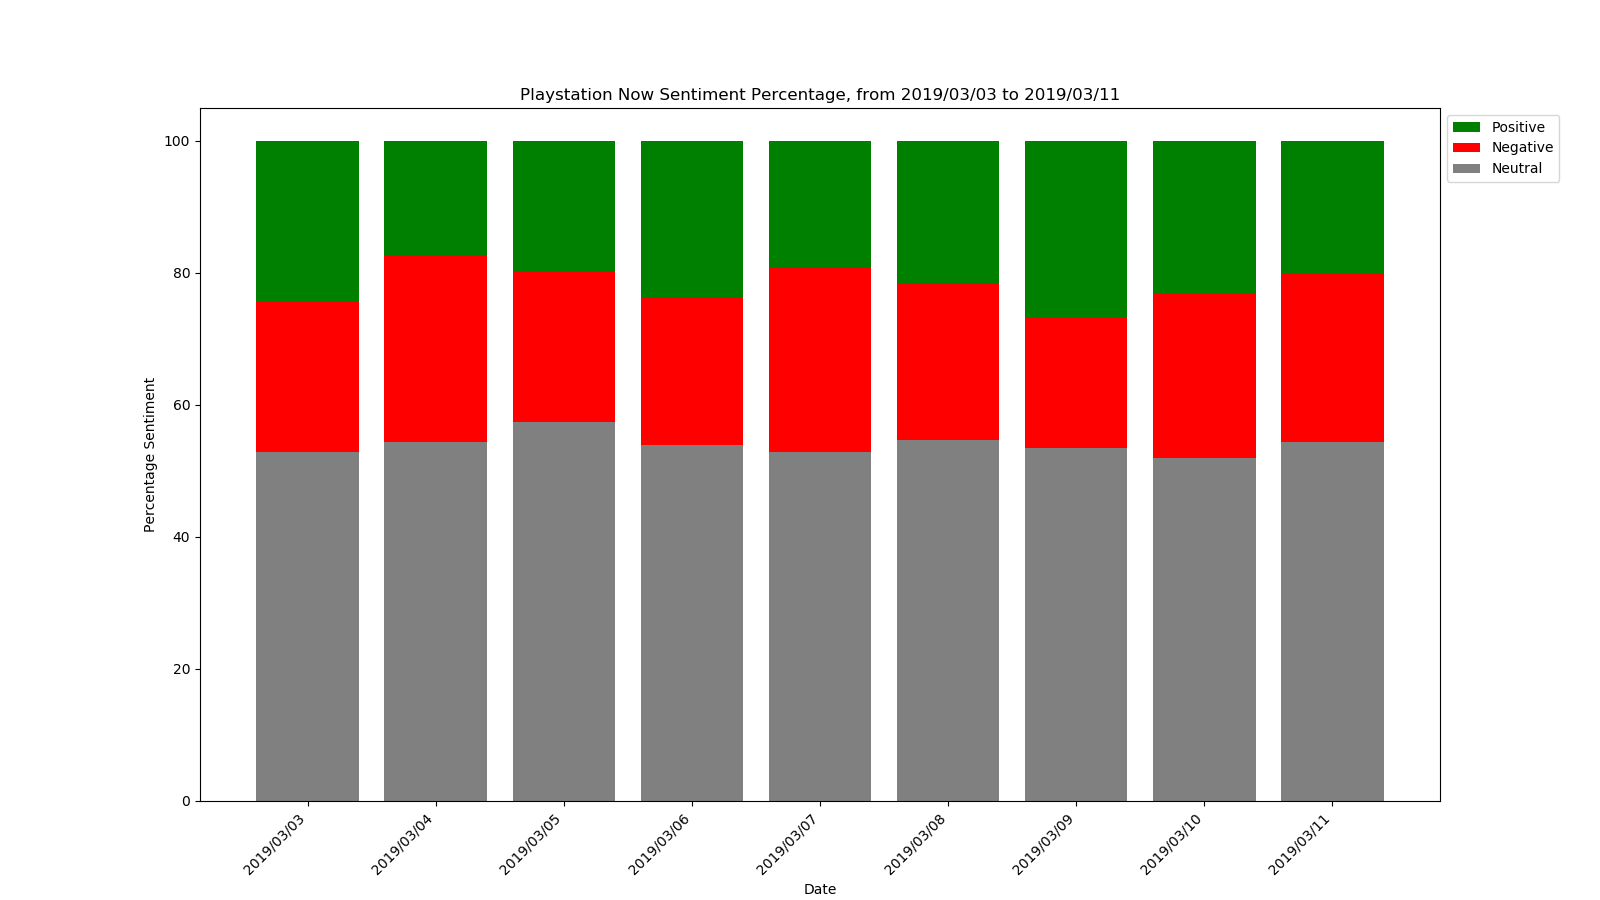 Playstation Now Sentiment Percentage, from 2019/03/03 to 2019/03/11
Positive
Negative
Neutral
Percentage Sentiment
100
80
60
40
20
0
2019/03/03
2019/03/04
2019/03/05
2019/03/06
2019/03/07
2019/03/08
2019/03/09
2019/03/10
2019/03/11
Date